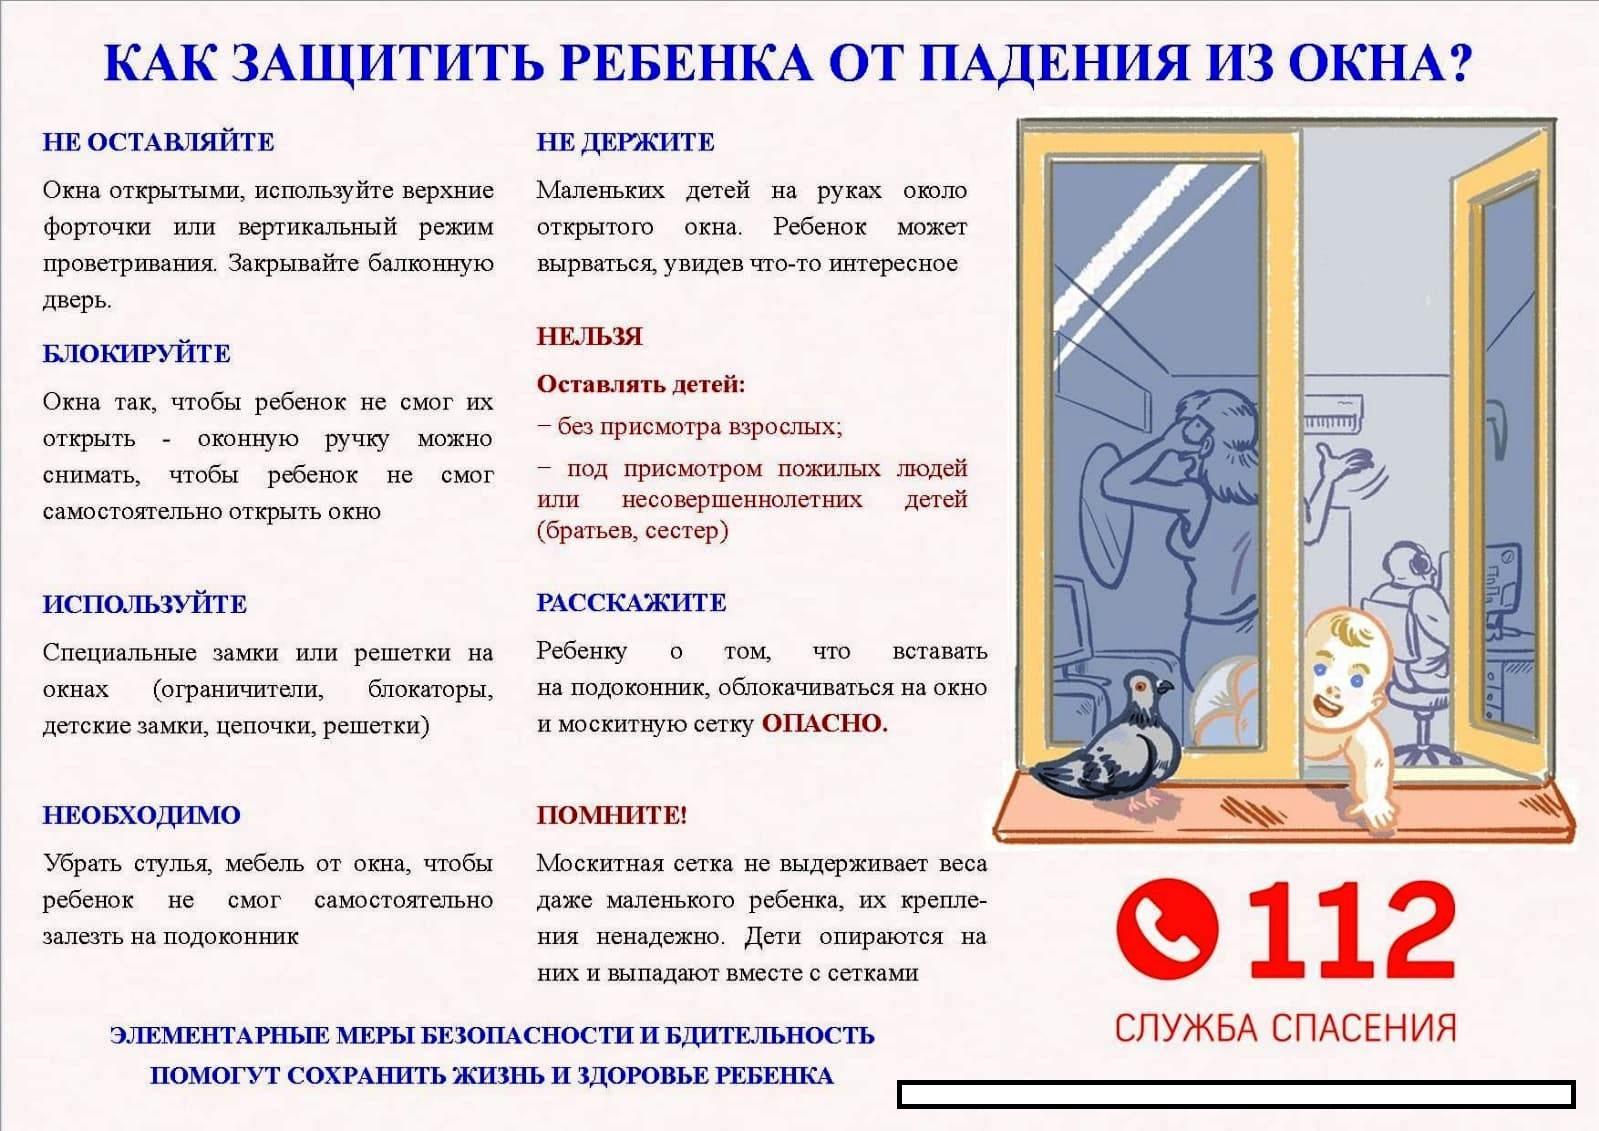 КАК ЗАЩИТИТЬ РЕБЕНКА ОТ ПАДЕНИЯ ИЗ ОКНА?
НЕ ОСТАВЛЯЙТЕ
Окна открытыми, используйте верхние
форточки или вертикальный режим
проветривания. Закрывайте балконную
дверь.
БЛОКИРУЙТЕ
Окна так, чтобы ребенок не смог их
открыть - оконную ручку можно
снимать, чтобы ребенок не смог
самостоятельно открыть окно
ИСПОЛЬЗУЙТЕ
Специальные замки или решетки на
окнах (ограничители, блокаторы,
детские замки, цепочки, решетки)
НЕОБХОДИМО
Убрать стулья, мебель от окна, чтобы
ребенок не смог самостоятельно
залезть на подоконник
НЕ ДЕРЖИТЕ
Маленьких детей на руках около
открытого окна. Ребенок может
вырваться, увидев что-то интересное
НЕЛЬЗЯ
Оставлять детей:
− без присмотра взрослых;
− под присмотром пожилых людей
или несовершеннолетних детей
(братьев, сестер)
РАССКАЖИТЕ
Ребенку о том, что вставать
на подоконник, облокачиваться на окно
и москитную сетку ОПАСНО.
ПОМНИТЕ!
Москитная сетка не выдерживает веса
даже маленького ребенка, их крепле-
ния ненадежно. Дети опираются на
них и выпадают вместе с сетками
ЭЛЕМЕНТАРНЫЕ МЕРЫ БЕЗОПАСНОСТИ И БДИТЕЛЬНОСТЬ
ПОМОГУТ СОХРАНИТЬ ЖИЗНЬ И ЗДОРОВЬЕ РЕБЕНКА
112
СЛУЖБА СПАСЕНИЯ